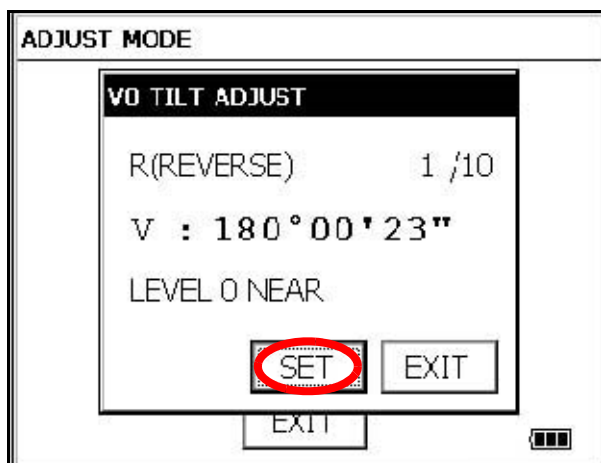 ADJUST MODE
V0 TILT ADJUST
R(REVERSE) 1 /10
V : 180°00'23"
LEVEL 0 NEAR
SET EXIT
EXIT